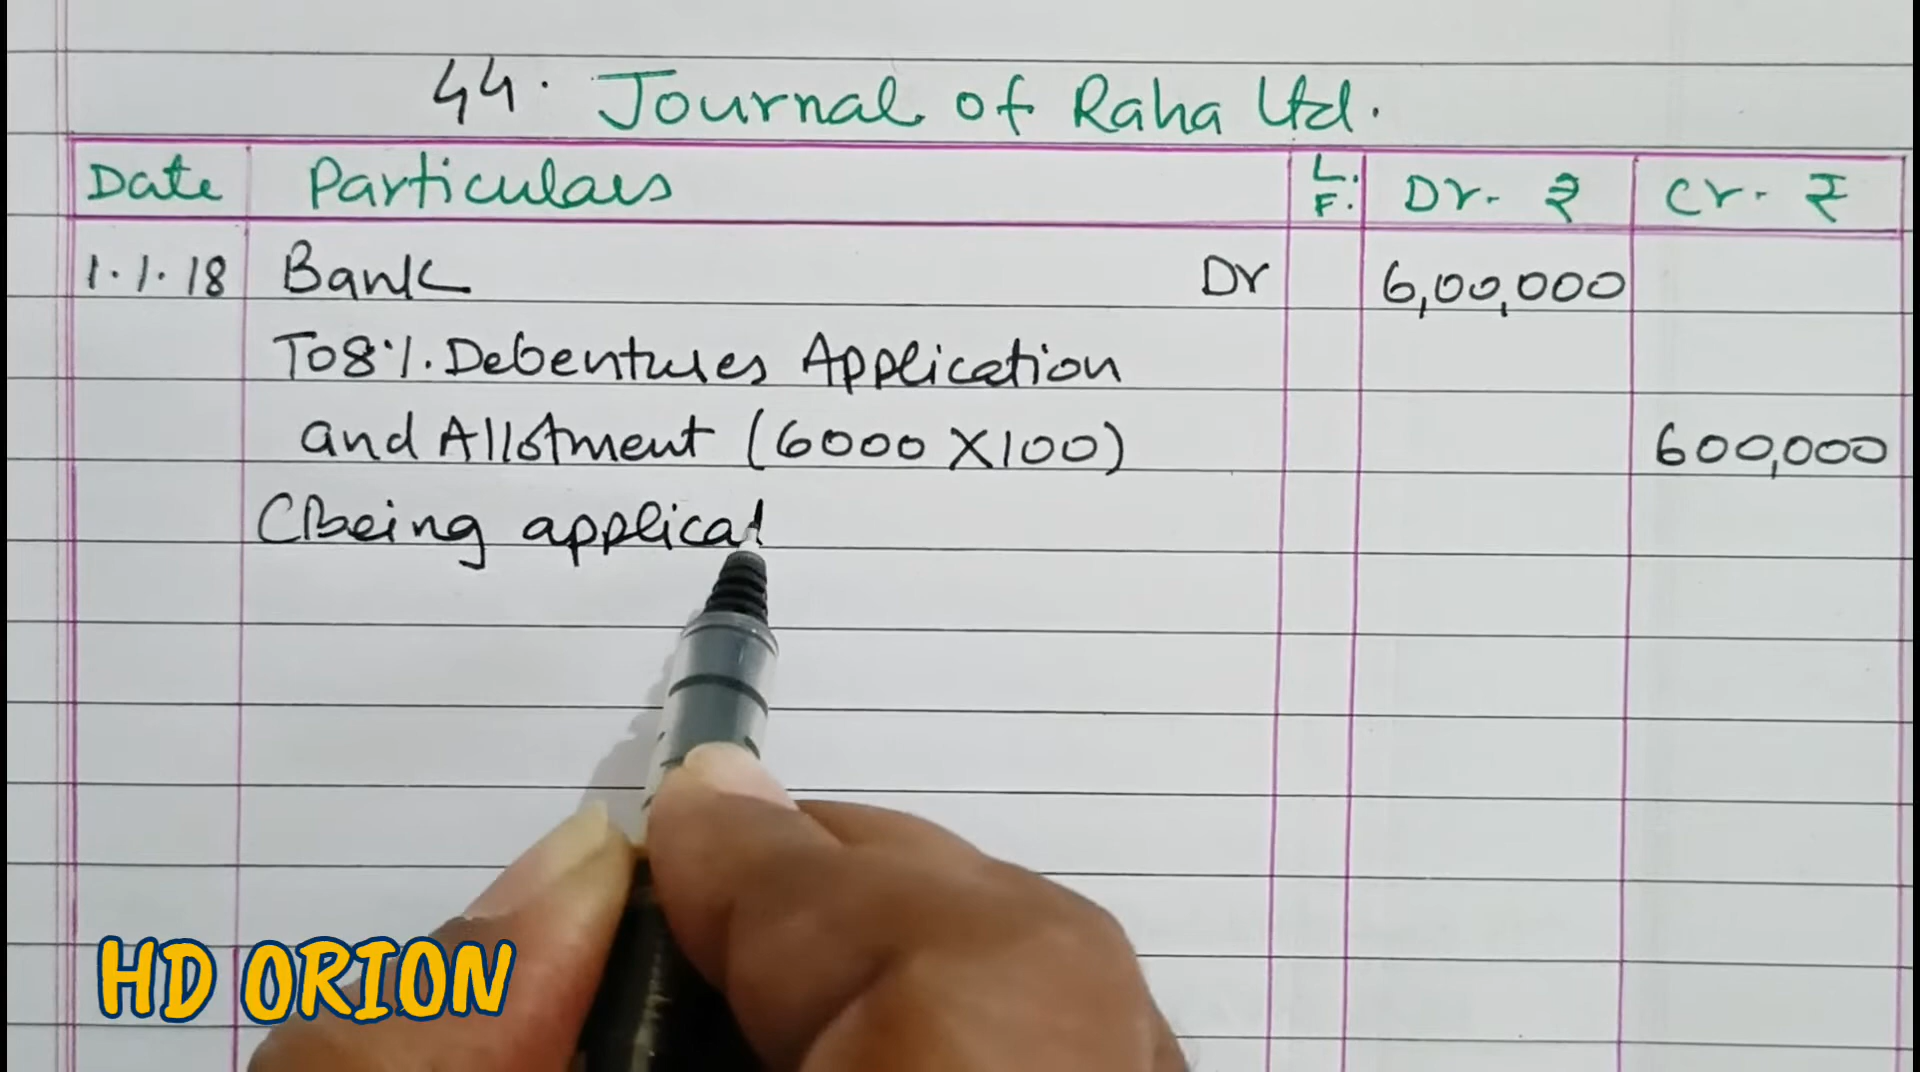 44. Journal of Raha Ltd.
Date Particulars L.F. Dr. ₹ Cr. ₹
1.1.18 Bank Dr 6,00,000
To 8%. Debentures Application
and Allotment (6000 X 100) 600,000
(Being applicat
HD ORION